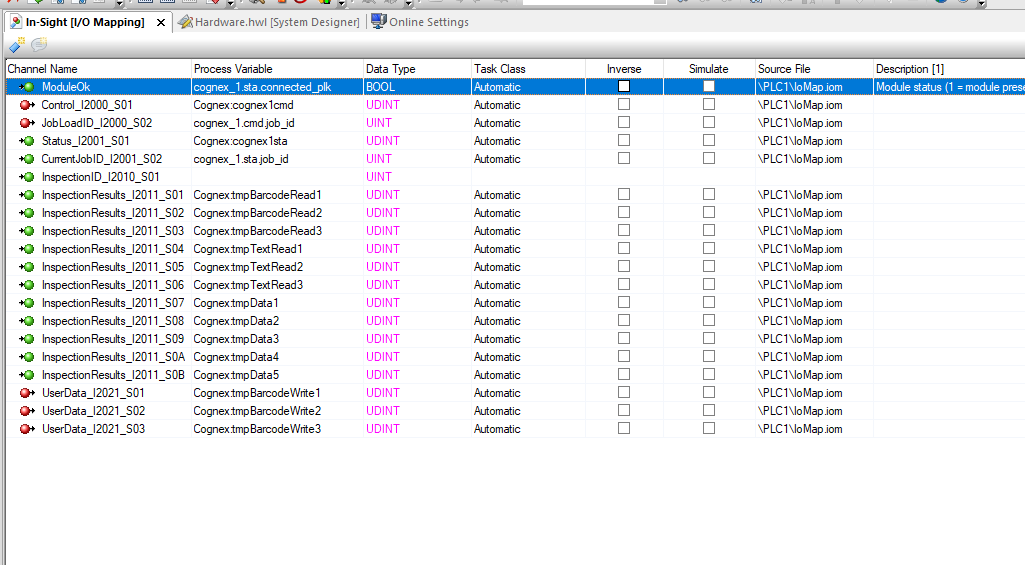 In-Sight [I/O Mapping] Hardware.hwl [System Designer] Online Settings
Channel Name Process Variable Data Type Task Class Inverse Simulate Source File Description [1]
ModuleOk cognex_1.sta.connected_plk BOOL Automatic \PLC1\IoMap.iom Module status (1 = module prese
Control_I2000_S01 Cognex:cognex1cmd UDINT Automatic \PLC1\IoMap.iom
JobLoadID_I2000_S02 cognex_1.cmd.job_id UINT Automatic \PLC1\IoMap.iom
Status_I2001_S01 Cognex:cognex1sta UDINT Automatic \PLC1\IoMap.iom
CurrentJobID_I2001_S02 cognex_1.sta.job_id UINT Automatic \PLC1\IoMap.iom
InspectionID_I2010_S01 UINT
InspectionResults_I2011_S01 Cognex:tmpBarcodeRead1 UDINT Automatic \PLC1\IoMap.iom
InspectionResults_I2011_S02 Cognex:tmpBarcodeRead2 UDINT Automatic \PLC1\IoMap.iom
InspectionResults_I2011_S03 Cognex:tmpBarcodeRead3 UDINT Automatic \PLC1\IoMap.iom
InspectionResults_I2011_S04 Cognex:tmpTextRead1 UDINT Automatic \PLC1\IoMap.iom
InspectionResults_I2011_S05 Cognex:tmpTextRead2 UDINT Automatic \PLC1\IoMap.iom
InspectionResults_I2011_S06 Cognex:tmpTextRead3 UDINT Automatic \PLC1\IoMap.iom
InspectionResults_I2011_S07 Cognex:tmpData1 UDINT Automatic \PLC1\IoMap.iom
InspectionResults_I2011_S08 Cognex:tmpData2 UDINT Automatic \PLC1\IoMap.iom
InspectionResults_I2011_S09 Cognex:tmpData3 UDINT Automatic \PLC1\IoMap.iom
InspectionResults_I2011_S0A Cognex:tmpData4 UDINT Automatic \PLC1\IoMap.iom
InspectionResults_I2011_S0B Cognex:tmpData5 UDINT Automatic \PLC1\IoMap.iom
UserData_I2021_S01 Cognex:tmpBarcodeWrite1 UDINT Automatic \PLC1\IoMap.iom
UserData_I2021_S02 Cognex:tmpBarcodeWrite2 UDINT Automatic \PLC1\IoMap.iom
UserData_I2021_S03 Cognex:tmpBarcodeWrite3 UDINT Automatic \PLC1\IoMap.iom